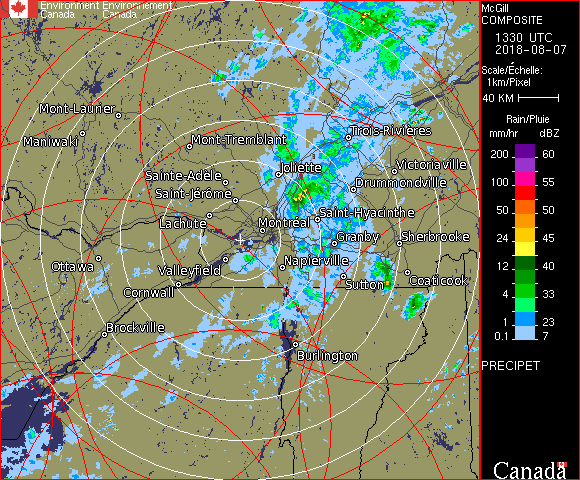 Environment Environnement
Canada Canada
McGill
COMPOSITE
1330 UTC
2018-08-07
Scale/Échelle:
1km/Pixel
40 KM
Rain/Pluie
mm/hr dBZ
200 60
100 55
50 50
24 45
12 40
4 33
1 23
0.1 7
PRECIPET
Canada
Mont-Laurier
Maniwaki
Mont-Tremblant
Trois-Rivières
Joliette
Victoriaville
Sainte-Adèle
Drummondville
Saint-Jérôme
Saint-Hyacinthe
Lachute
Montréal
Granby
Sherbrooke
Ottawa
Valleyfield
Napierville
Sutton
Coaticook
Cornwall
Brockville
Burlington